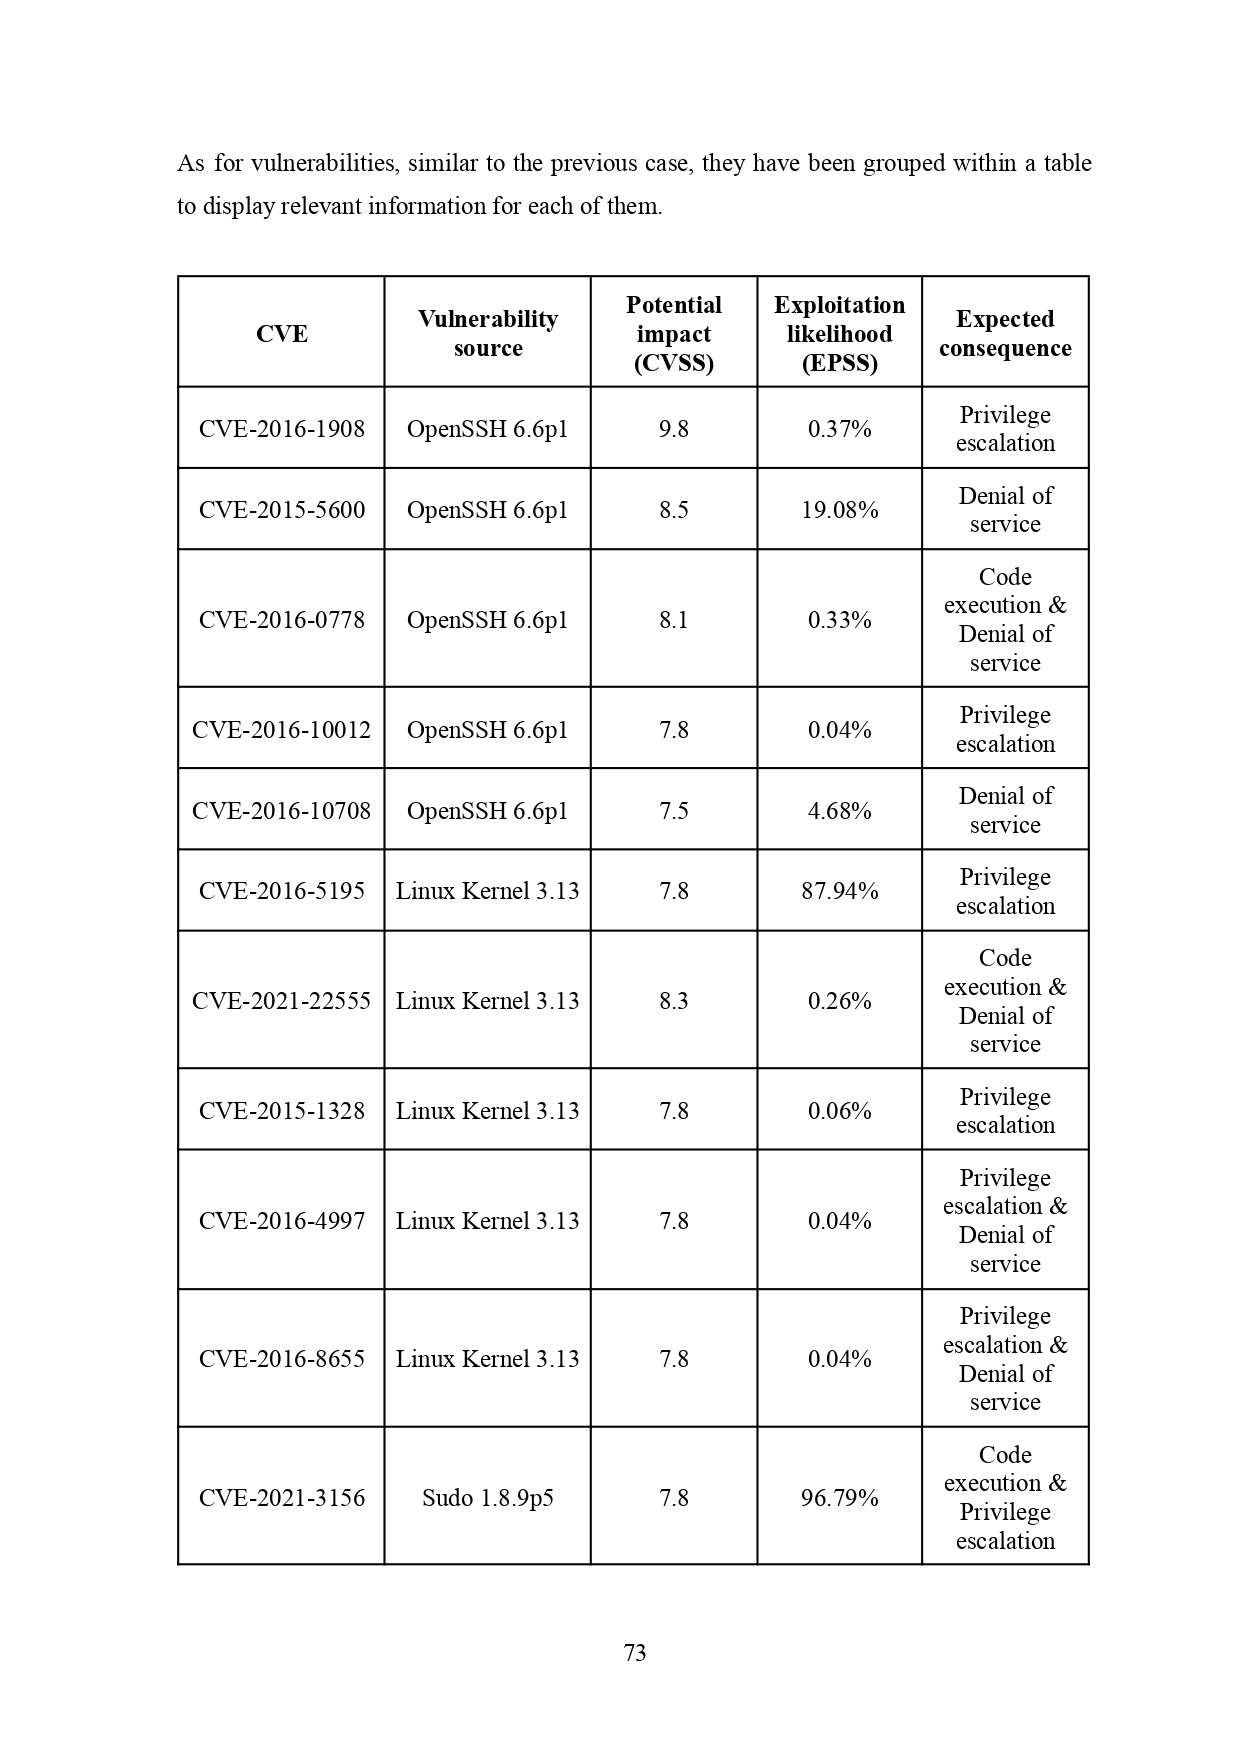 As for vulnerabilities, similar to the previous case, they have been grouped within a table
to display relevant information for each of them.
CVE
Vulnerability
source
Potential
impact
(CVSS)
Exploitation
likelihood
(EPSS)
Expected
consequence
CVE-2016-1908
OpenSSH 6.6p1
9.8
0.37%
Privilege
escalation
CVE-2015-5600
OpenSSH 6.6p1
8.5
19.08%
Denial of
service
CVE-2016-0778
OpenSSH 6.6p1
8.1
0.33%
Code
execution &
Denial of
service
CVE-2016-10012
OpenSSH 6.6p1
7.8
0.04%
Privilege
escalation
CVE-2016-10708
OpenSSH 6.6p1
7.5
4.68%
Denial of
service
CVE-2016-5195
Linux Kernel 3.13
7.8
87.94%
Privilege
escalation
CVE-2021-22555
Linux Kernel 3.13
8.3
0.26%
Code
execution &
Denial of
service
CVE-2015-1328
Linux Kernel 3.13
7.8
0.06%
Privilege
escalation
CVE-2016-4997
Linux Kernel 3.13
7.8
0.04%
Privilege
escalation &
Denial of
service
CVE-2016-8655
Linux Kernel 3.13
7.8
0.04%
Privilege
escalation &
Denial of
service
CVE-2021-3156
Sudo 1.8.9p5
7.8
96.79%
Code
execution &
Privilege
escalation
73